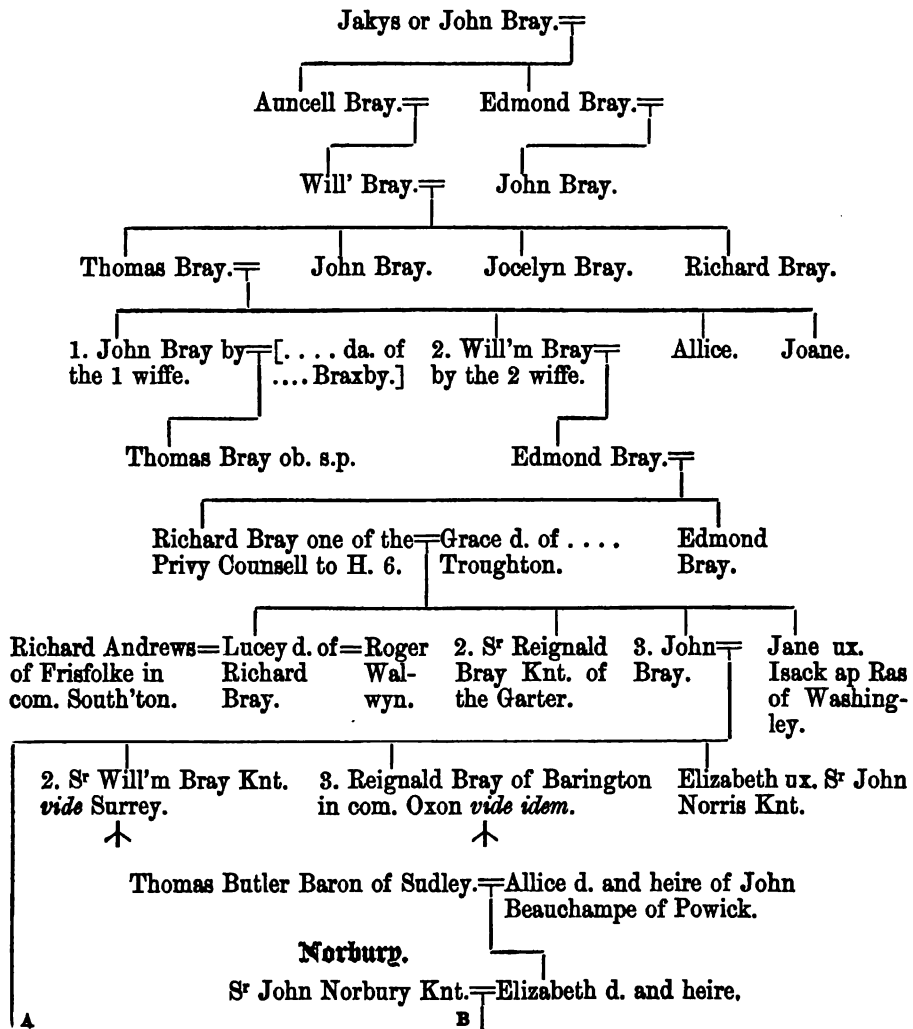 Jakys or John Bray.
Auncell Bray. Edmond Bray.
Will' Bray. John Bray.
Thomas Bray. John Bray. Jocelyn Bray. Richard Bray.
1. John Bray by [. . . . da. of 2. Will'm Bray Allice. Joane.
the 1 wiffe. .... Braxby.] by the 2 wiffe.
Thomas Bray ob. s.p. Edmond Bray.
Richard Bray one of the Grace d. of . . . . Edmond
Privy Counsell to H. 6. Troughton. Bray.
Richard Andrews=Lucey d. of=Roger 2. Sr Reignald 3. John Jane ux.
of Frisfolke in Richard Wal- Bray Knt. of Bray. Isack ap Ras
com. South'ton. Bray. wyn. the Garter. of Washing-
ley.
2. Sr Will'm Bray Knt. 3. Reignald Bray of Barington Elizabeth ux. Sr John
vide Surrey. in com. Oxon vide idem. Norris Knt.
Thomas Butler Baron of Sudley. Allice d. and heire of John
Beauchampe of Powick.
Norbury.
Sr John Norbury Knt. Elizabeth d. and heire.
A B